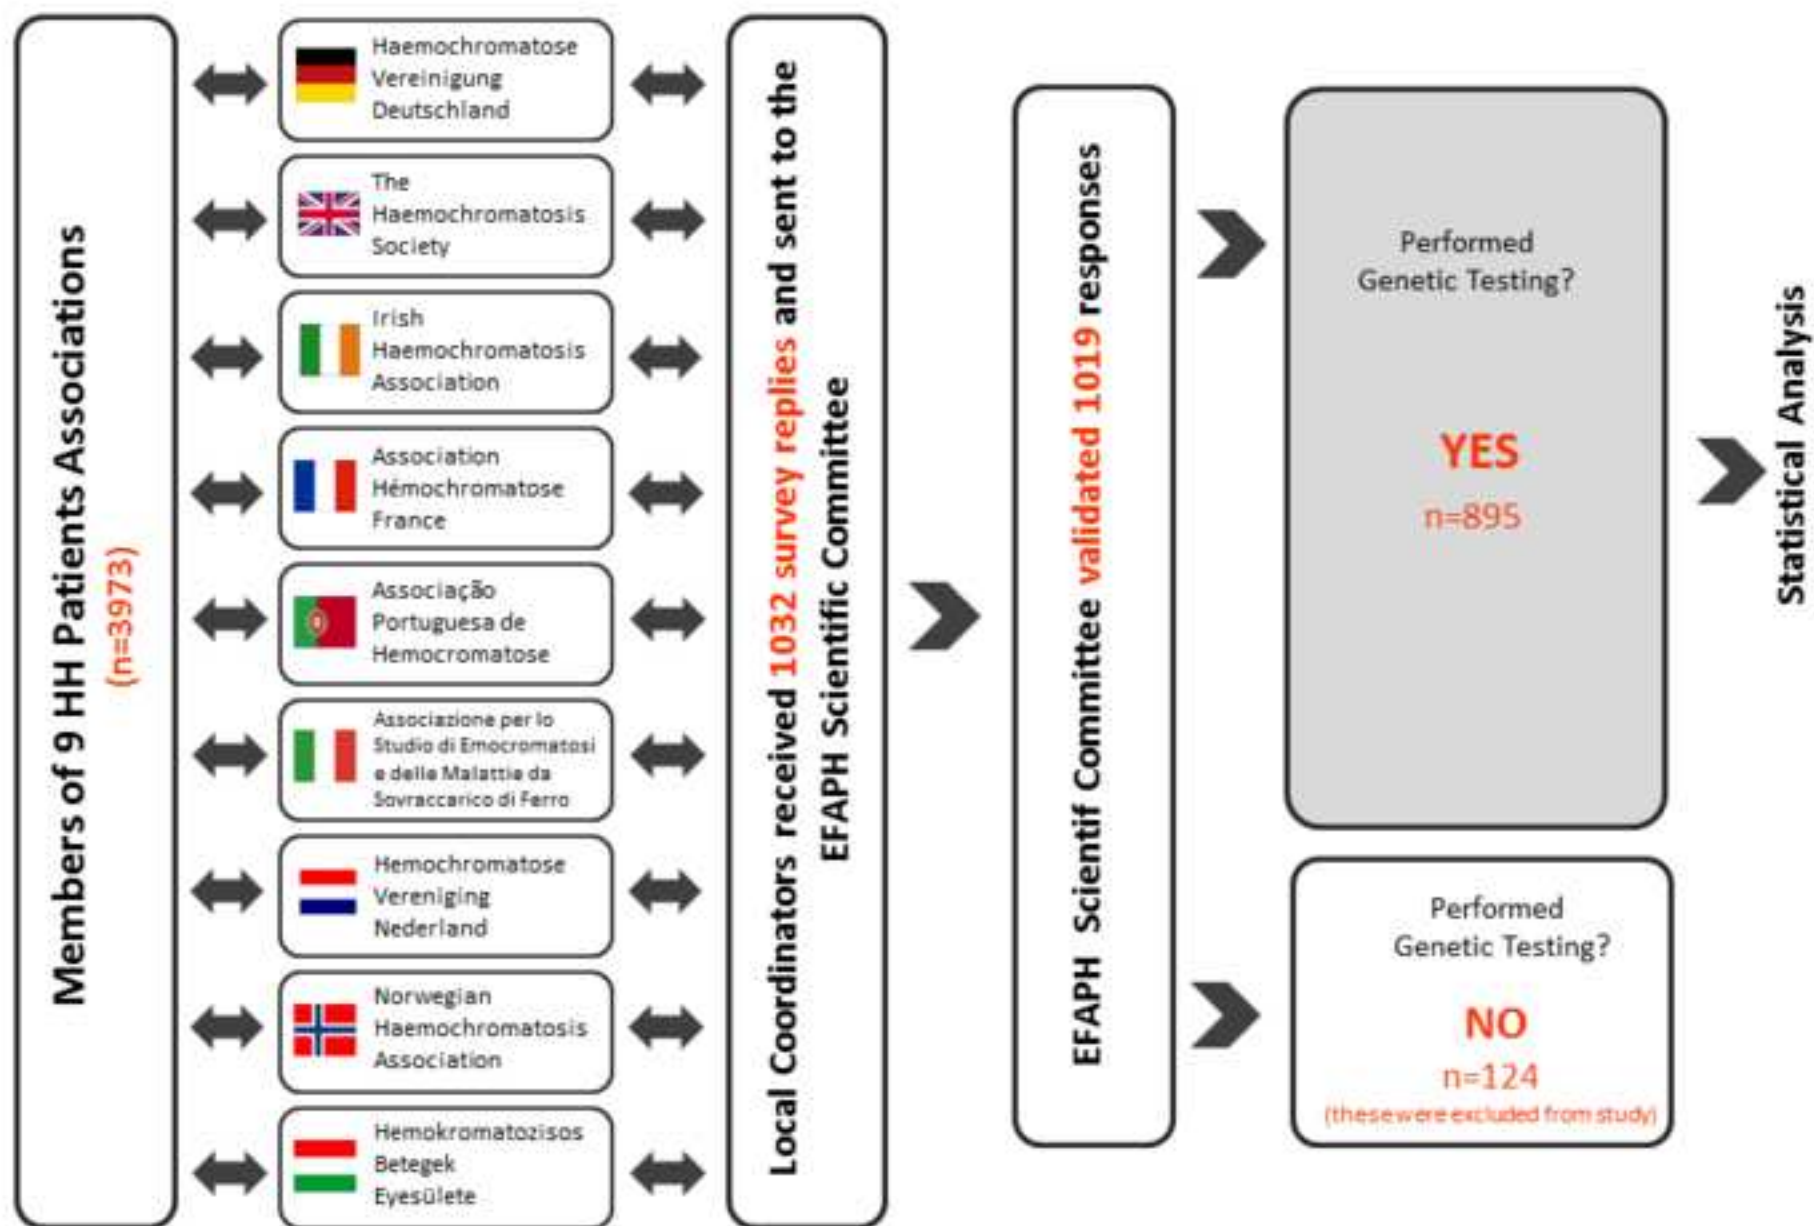 Members of 9 HH Patients Associations
(n=3973)
Haemochromatose
Vereinigung
Deutschland
The
Haemochromatosis
Society
Irish
Haemochromatosis
Association
Association
Hémochromatose
France
Associação
Portuguesa de
Hemocromatose
Associazione per lo
Studio di Emocromatosi
e delle Malattie da
Sovraccarico di Ferro
Hemochromatose
Vereniging
Nederland
Norwegian
Haemochromatosis
Association
Hemokromatozisos
Betegek
Eyesülete
Local Coordinators received 1032 survey replies and sent to the
EFAPH Scientific Committee
EFAPH Scientif Committee validated 1019 responses
Performed
Genetic Testing?
YES
n=895
Performed
Genetic Testing?
NO
n=124
(these were excluded from study)
Statistical Analysis